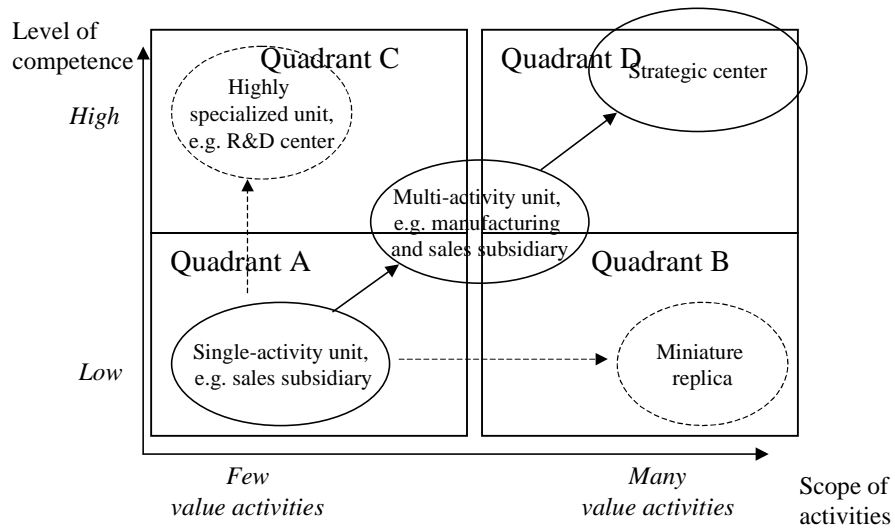 Level of
competence
High
Low
Quadrant C
Highly
specialized unit,
e.g. R&D center
Quadrant D
Strategic center
Multi-activity unit,
e.g. manufacturing
and sales subsidiary
Quadrant A
Single-activity unit,
e.g. sales subsidiary
Quadrant B
Miniature
replica
Few
value activities
Many
value activities
Scope of
activities